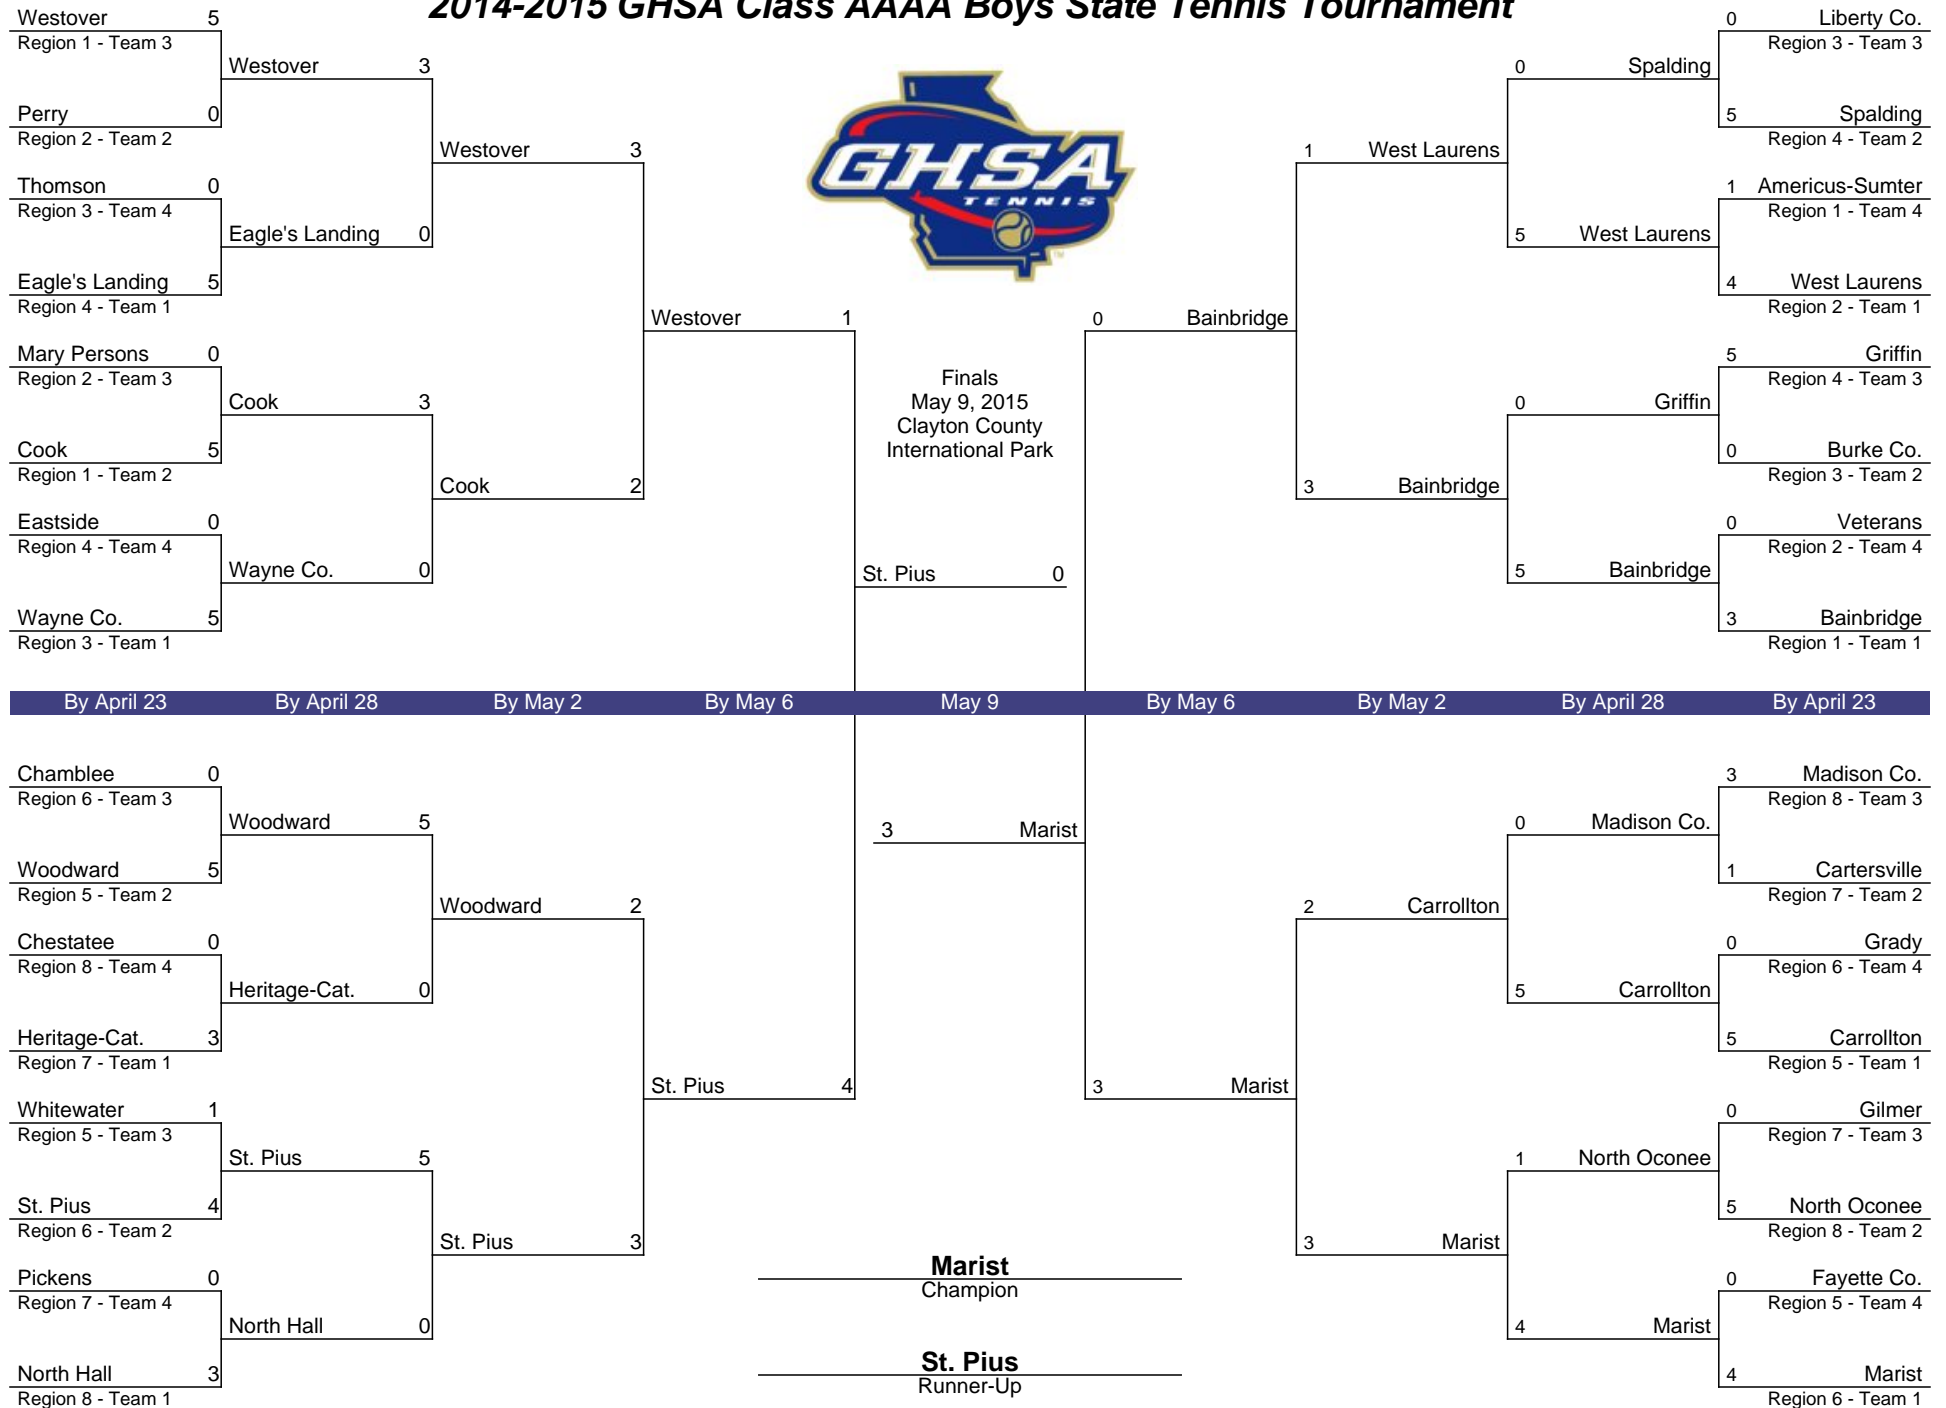 2014-2015 GHSA Class AAAA Boys State Tennis Tournament
Westover 5
Region 1 - Team 3
Perry 0
Region 2 - Team 2
Thomson 0
Region 3 - Team 4
Eagle's Landing 5
Region 4 - Team 1
Mary Persons 0
Region 2 - Team 3
Cook 5
Region 1 - Team 2
Eastside 0
Region 4 - Team 4
Wayne Co. 5
Region 3 - Team 1
Westover 3
Eagle's Landing 0
Cook 3
Wayne Co. 0
Westover 3
Cook 2
Westover 1
GHSA
TENNIS
TM
Finals
May 9, 2015
Clayton County
International Park
St. Pius 0
0 Bainbridge
1 West Laurens
3 Bainbridge
0 Spalding
5 West Laurens
0 Griffin
5 Bainbridge
0 Liberty Co.
Region 3 - Team 3
5 Spalding
Region 4 - Team 2
1 Americus-Sumter
Region 1 - Team 4
4 West Laurens
Region 2 - Team 1
5 Griffin
Region 4 - Team 3
0 Burke Co.
Region 3 - Team 2
0 Veterans
Region 2 - Team 4
3 Bainbridge
Region 1 - Team 1
By April 23 By April 28 By May 2 By May 6 May 9 By May 6 By May 2 By April 28 By April 23
Chamblee 0
Region 6 - Team 3
Woodward 5
Region 5 - Team 2
Chestatee 0
Region 8 - Team 4
Heritage-Cat. 3
Region 7 - Team 1
Whitewater 1
Region 5 - Team 3
St. Pius 4
Region 6 - Team 2
Pickens 0
Region 7 - Team 4
North Hall 3
Region 8 - Team 1
Woodward 5
Heritage-Cat. 0
St. Pius 5
North Hall 0
Woodward 2
St. Pius 3
St. Pius 4
3 Marist
Marist
Champion
St. Pius
Runner-Up
3 Marist
2 Carrollton
3 Marist
0 Madison Co.
5 Carrollton
1 North Oconee
4 Marist
3 Madison Co.
Region 8 - Team 3
1 Cartersville
Region 7 - Team 2
0 Grady
Region 6 - Team 4
5 Carrollton
Region 5 - Team 1
0 Gilmer
Region 7 - Team 3
5 North Oconee
Region 8 - Team 2
0 Fayette Co.
Region 5 - Team 4
4 Marist
Region 6 - Team 1